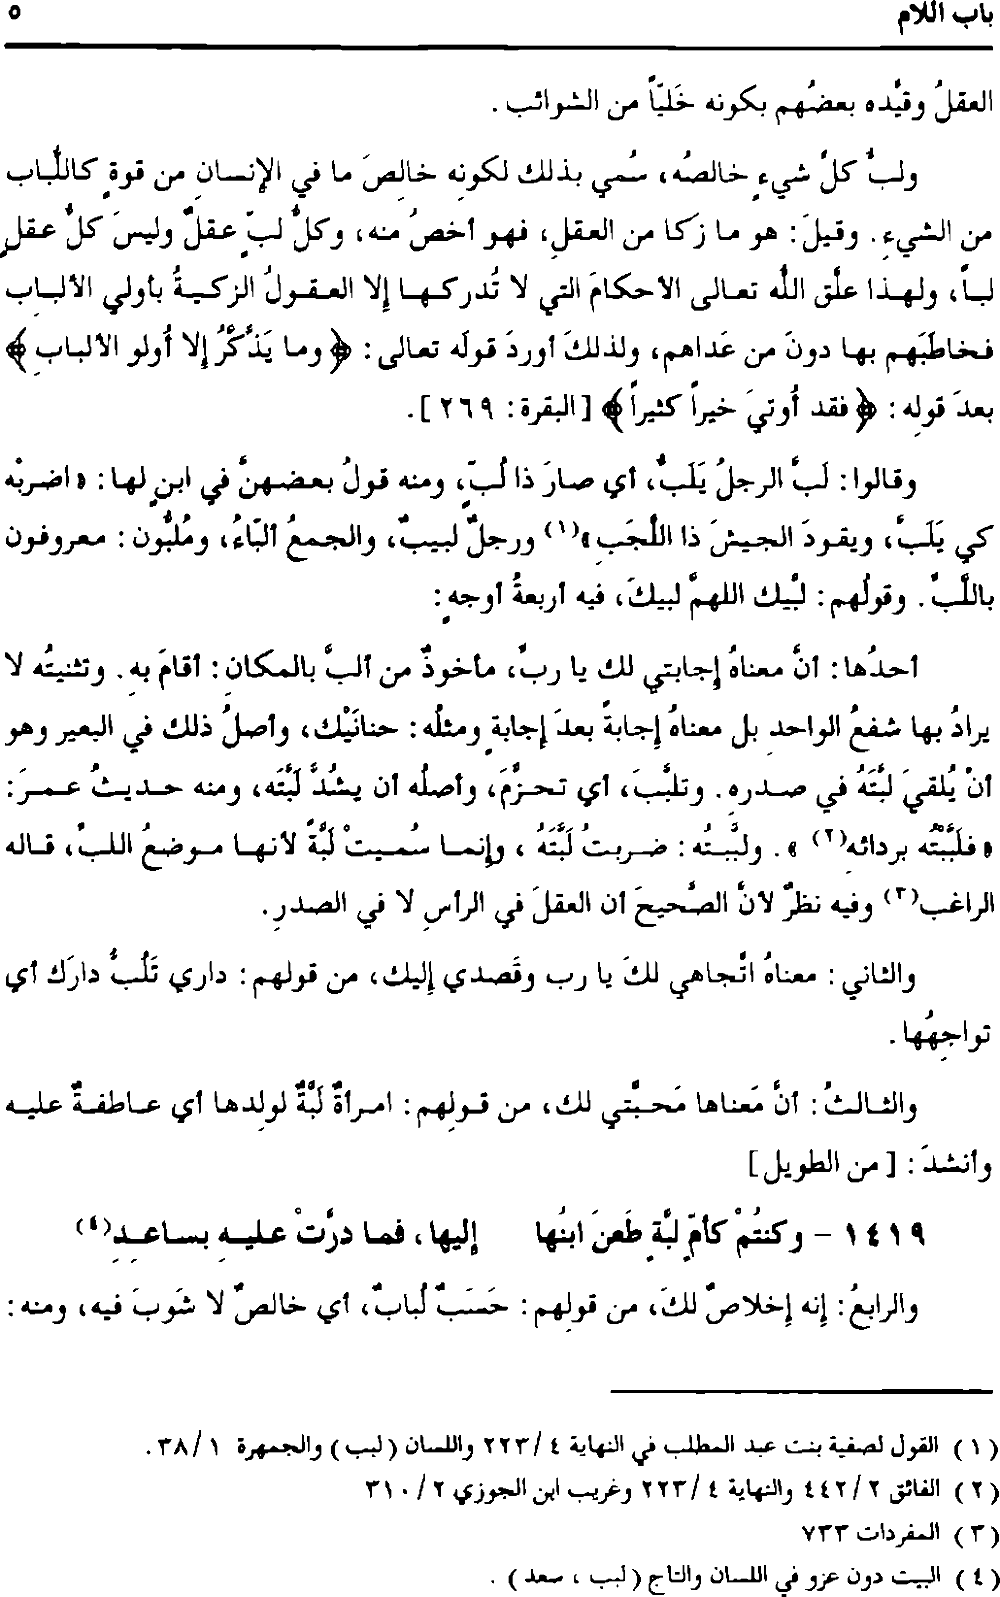 باب اللام ٥
العقلُ وقيَّده بعضُهم بكونه خَليّاً من الشوائب .
ولبُّ كلِّ شيءٍ خالصُه، سُمي بذلك لكونِه خالِصَ ما في الإنسانِ من قوةٍ كاللُّباب
من الشيءِ . وقيلَ : هو ما زَكا من العقلِ، فهو أخصُ منه، وكلُّ لبّ عقلٌ وليسَ كلُّ عقلٍ
لباً، ولهذا علَّق اللَّه تعالى الأحكامَ التي لا تُدركها إلا العقولُ الزكيةُ بأولي الألبابِ
فخاطَبَهم بها دونَ من عَداهم، ولذلكَ أوردَ قولَه تعالى : ﴿ وما يَذَّكَّرُ إلا أُولو الألبابِ ﴾
بعدَ قولِه : ﴿ فقد أُوتيَ خيراً كثيراً ﴾ [ البقرة : ٢٦٩ ] .
وقالوا : لَبَّ الرجلُ يَلَبُّ، أي صارَ ذا لُبّ، ومنه قولُ بعضهنَّ في ابنٍ لها : « اضربْه
كي يَلَبَّ، ويقودَ الجيشَ ذا اللَّجَبِ »(١) ورجلٌ لبيبٌ، والجمعُ ألبّاءُ، ومُلبُّون : معروفون
باللُّبِّ . وقولُهم : لبَّيك اللهمَّ لبيكَ، فيه أربعةُ أوجهٍ :
أحدُها : أنَّ معناهُ إجابتي لك يا ربُّ، مأخوذٌ من ألبَّ بالمكانِ : أقامَ بهِ . وتثنيتُه لا
يرادُ بها شفعُ الواحدِ بل معناهُ إجابةً بعدَ إجابةٍ ومثلُه : حنانَيْك، وأصلُ ذلك في البعير وهو
أنْ يُلقيَ لبَّتَهُ في صدرهِ . وتلبَّبَ، أي تحزَّمَ، وأصلُه أن يشُدَّ لَبَّتَه، ومنه حديثُ عمرَ :
« فلَبَّبْتُه بردائه(٢) » . ولبَّبتُه : ضربتُ لَبَّتَهُ ، وإنما سُميتْ لَبَّةً لأنها موضعُ اللبِّ، قاله
الراغب(٣) وفيه نظرٌ لأنَّ الصَّحيحَ أن العقلَ في الرأسِ لا في الصدرِ .
والثاني : معناهُ اتِّجاهي لكَ يا رب وقَصدي إليك، من قولهم : داري تَلُبُّ دارَك أي
تواجِهُها .
والثالثُ : أنَّ مَعناها مَحبَّتي لك، من قولِهم : امرأةٌ لَبَّةٌ لولدها أي عاطفةٌ عليه
وأنشدَ : [ من الطويل ]
١٤١٩ - وكنتُمْ كأمّ لبَّةٍ طَعنَ ابنُها إليها، فما درَّتْ عليهِ بساعدِ(٤)
والرابعُ : إنه إخلاصٌ لكَ، من قولِهم : حَسَبٌ لُبابٌ، أي خالصٌ لا شَوبَ فيه، ومنه :
( ١ ) القول لصفية بنت عبد المطلب في النهاية ٤ / ٢٢٣ واللسان ( لبب ) والجمهرة ١ / ٣٨ .
( ٢ ) الفائق ٢ / ٤٤٢ والنهاية ٤ / ٢٢٣ وغريب ابن الجوزي ٢ / ٣١٠
( ٣ ) المفردات ٧٣٣
( ٤ ) البيت دون عزو في اللسان والتاج ( لبب ، سعد ) .